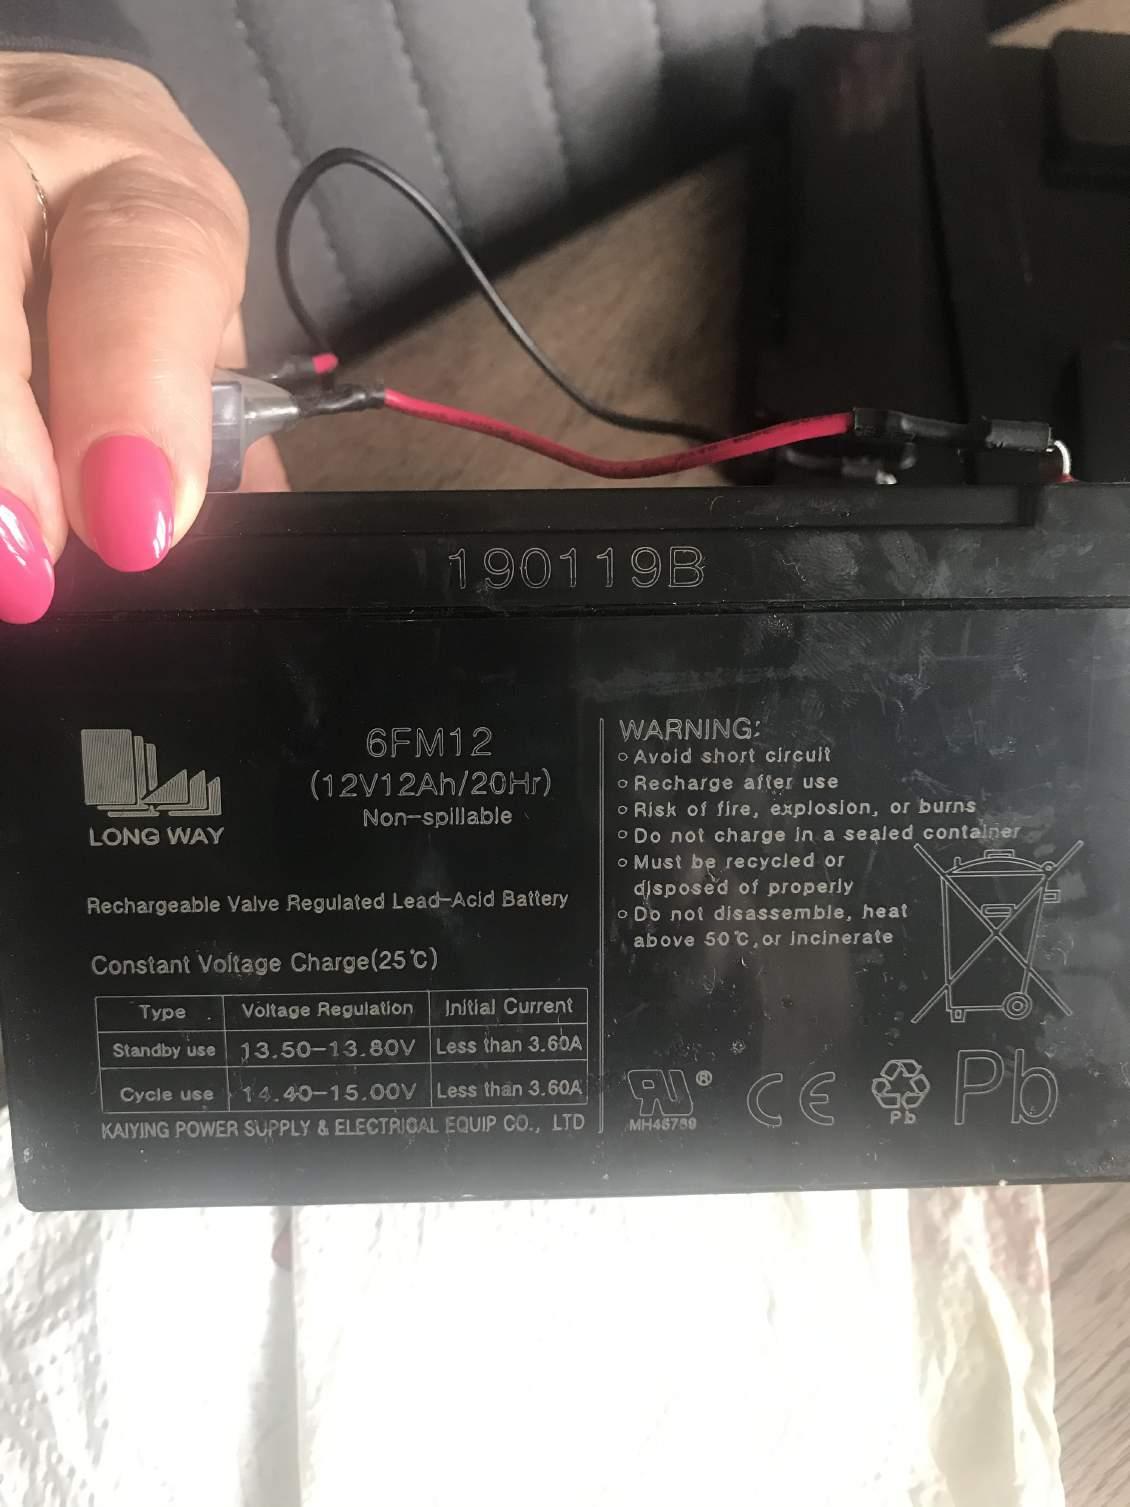 190119B
LONG WAY
6FM12
(12V12Ah/20Hr)
Non-spillable
Rechargeable Valve Regulated Lead-Acid Battery
Constant Voltage Charge(25℃)
Type Voltage Regulation Initial Current
Standby use 13.50-13.80V Less than 3.60A
Cycle use 14.40-15.00V Less than 3.60A
KAIYING POWER SUPPLY & ELECTRICAL EQUIP CO., LTD
WARNING:
○ Avoid short circuit
○ Recharge after use
○ Risk of fire, explosion, or burns
○ Do not charge in a sealed container
○ Must be recycled or
disposed of properly
○ Do not disassemble, heat
above 50℃, or incinerate
RU®
CE
Pb
Pb